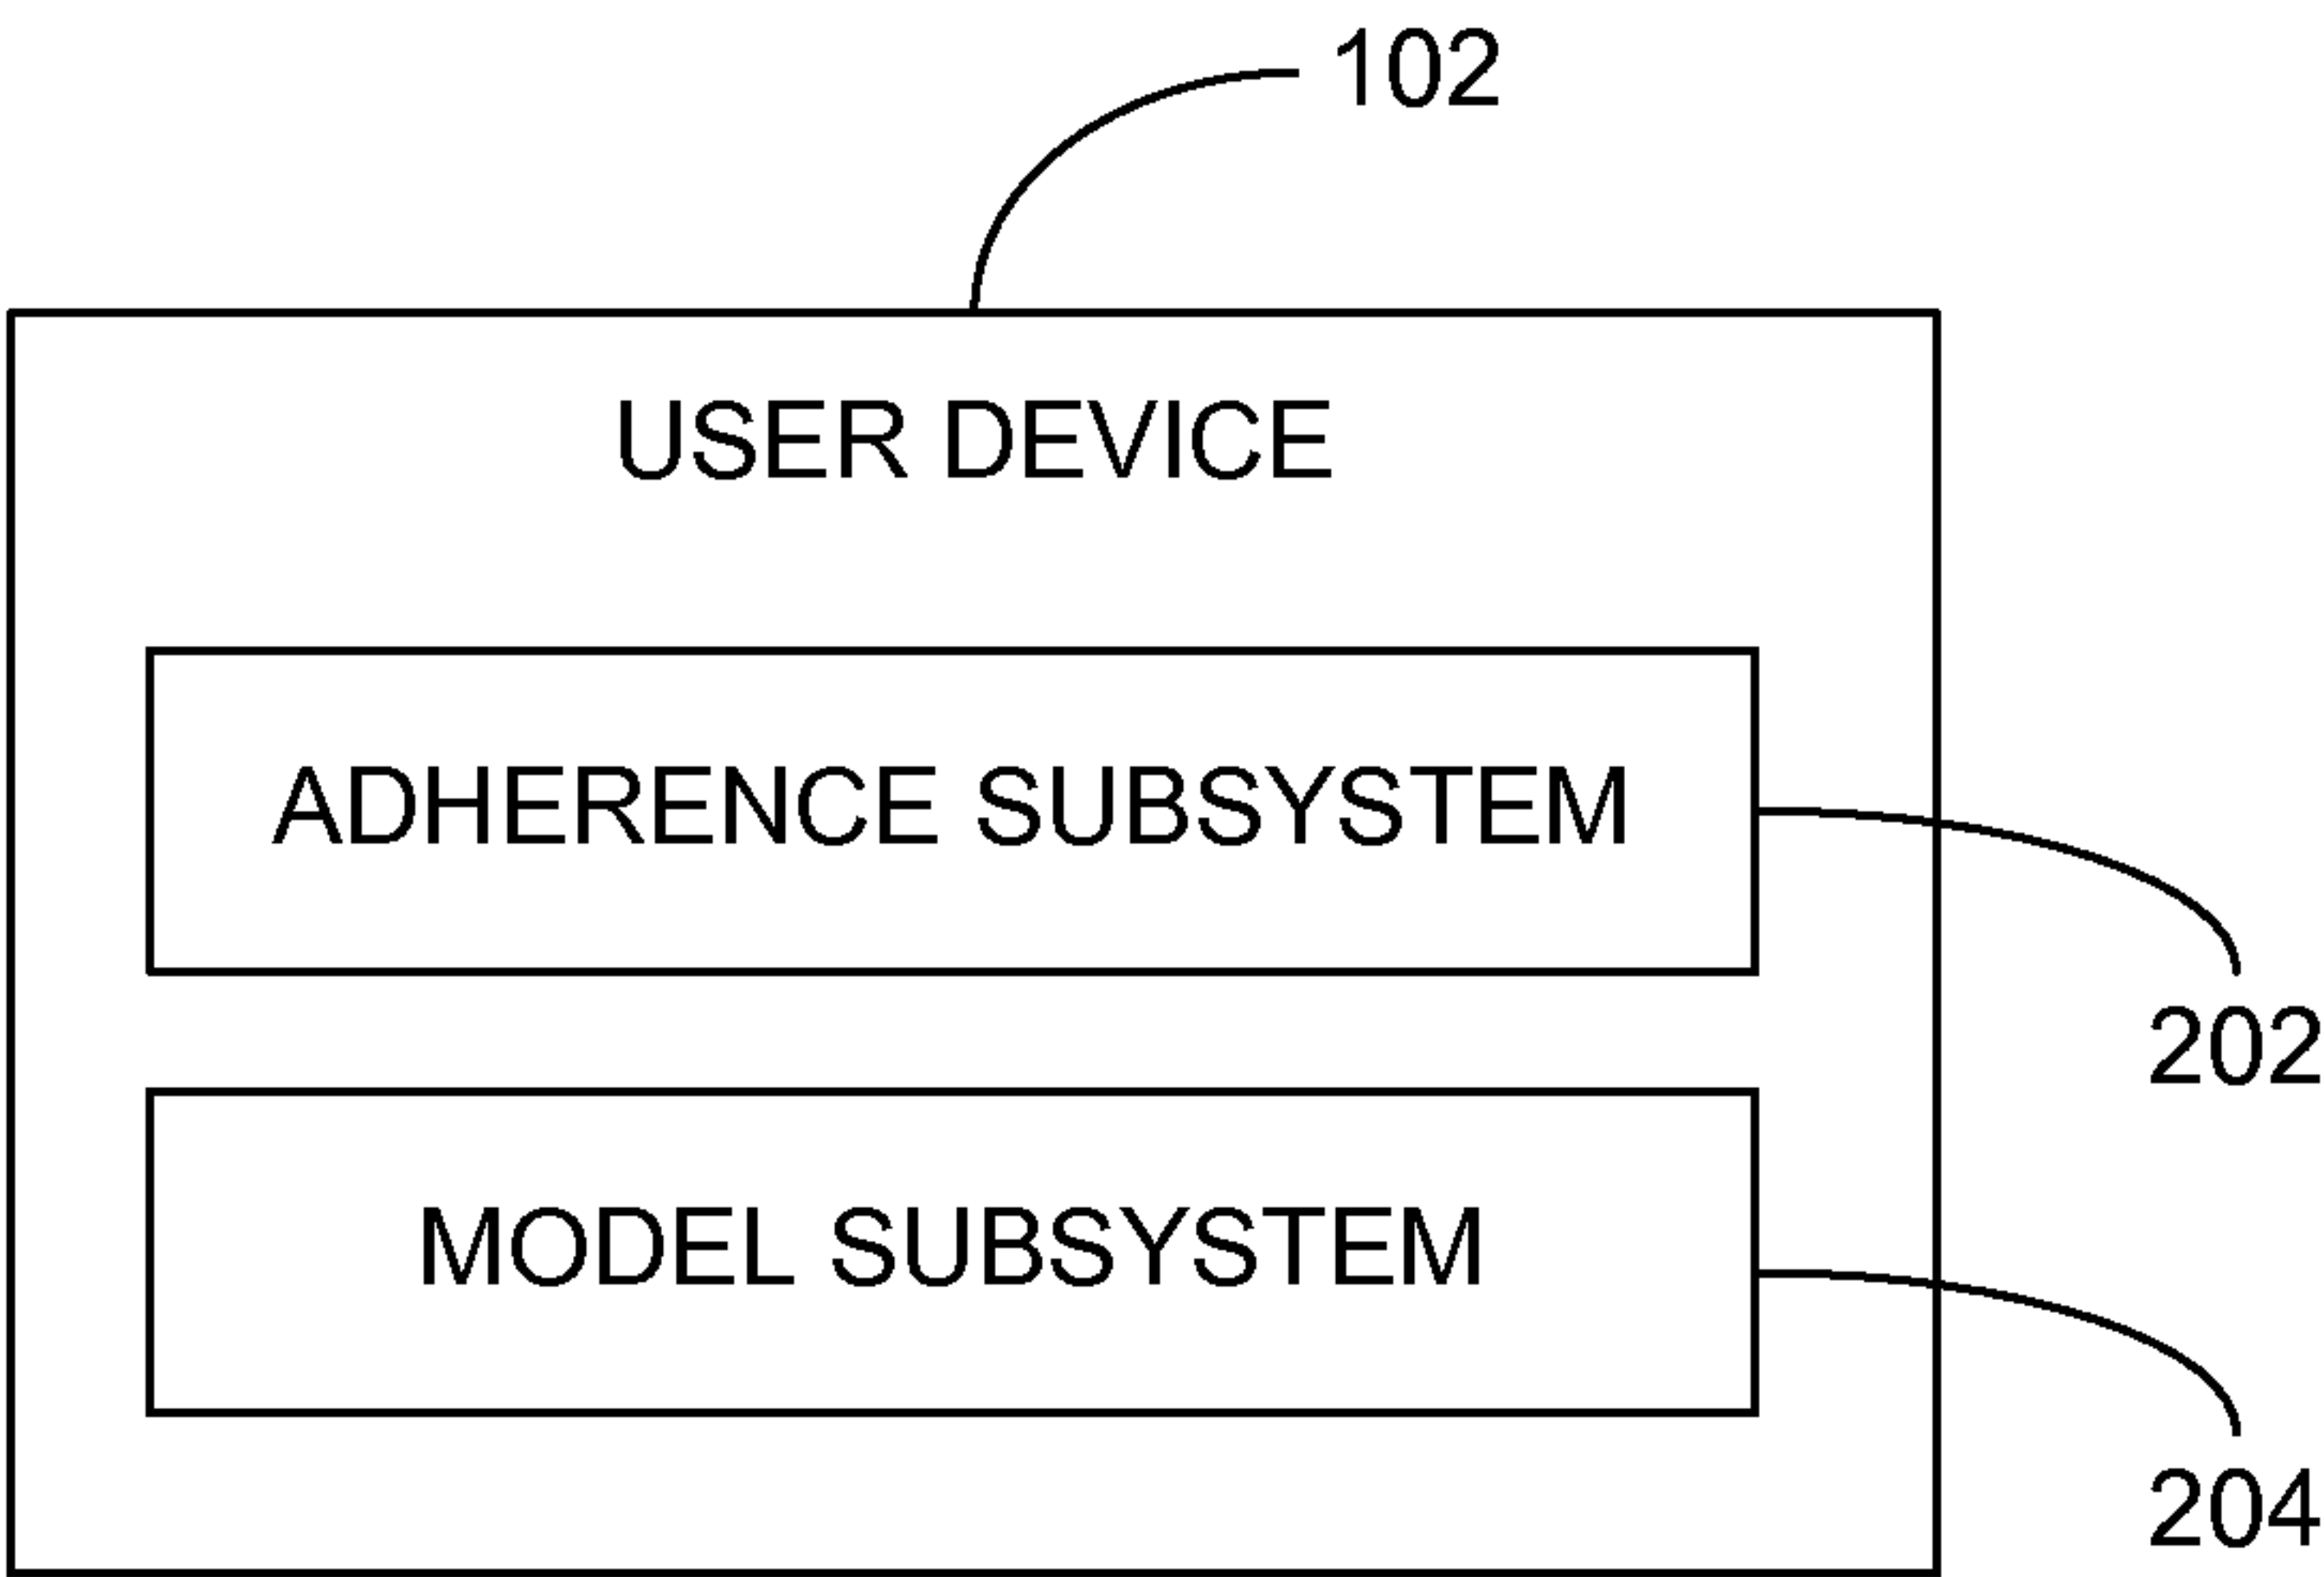 102
USER DEVICE
ADHERENCE SUBSYSTEM
202
MODEL SUBSYSTEM
204